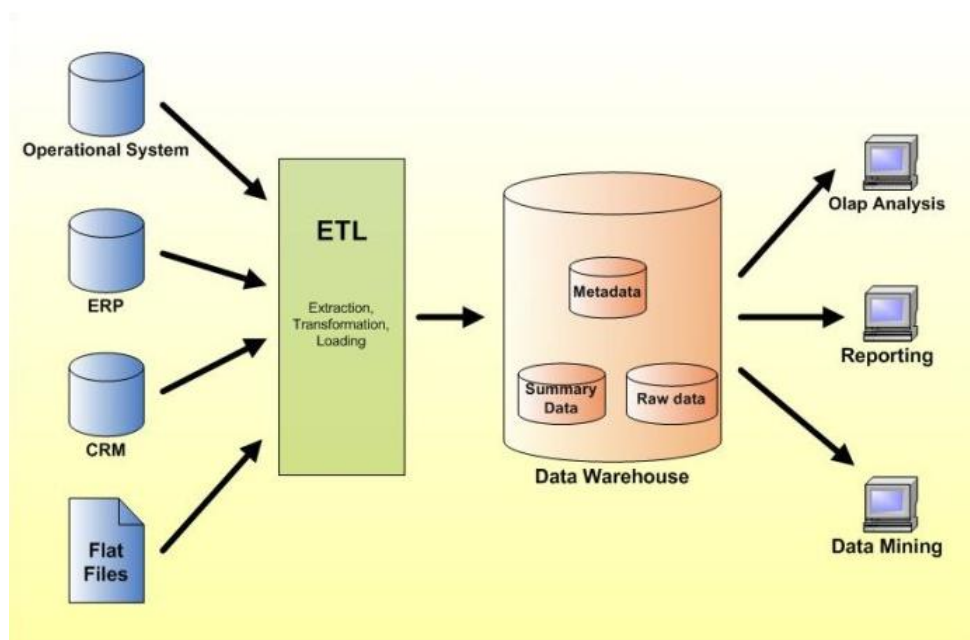 Operational System
ERP
CRM
Flat
Files
ETL
Extraction,
Transformation,
Loading
Metadata
Summary
Data
Raw data
Data Warehouse
Olap Analysis
Reporting
Data Mining